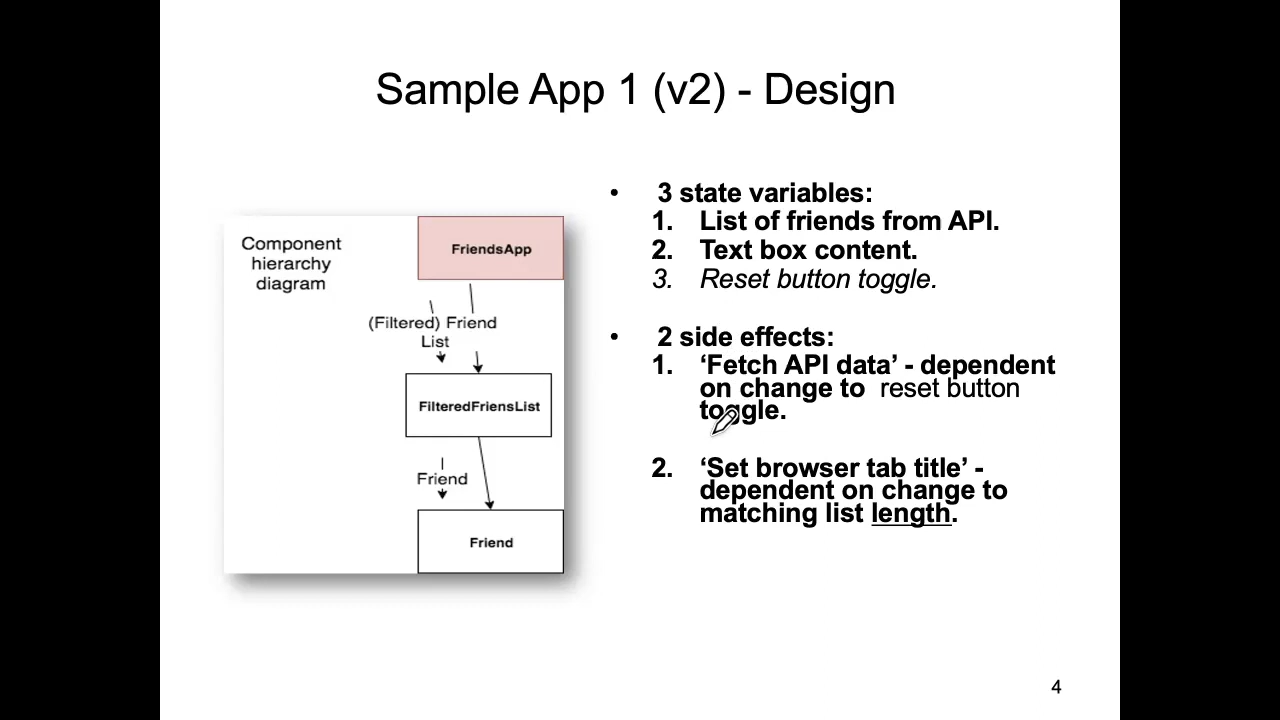 Sample App 1 (v2) - Design
Component
hierarchy
diagram
FriendsApp
(Filtered) Friend
List
FilteredFriensList
Friend
Friend
• 3 state variables:
1. List of friends from API.
2. Text box content.
3. Reset button toggle.
• 2 side effects:
1. ‘Fetch API data’ - dependent
on change to reset button
toggle.
2. ‘Set browser tab title’ -
dependent on change to
matching list length.
4